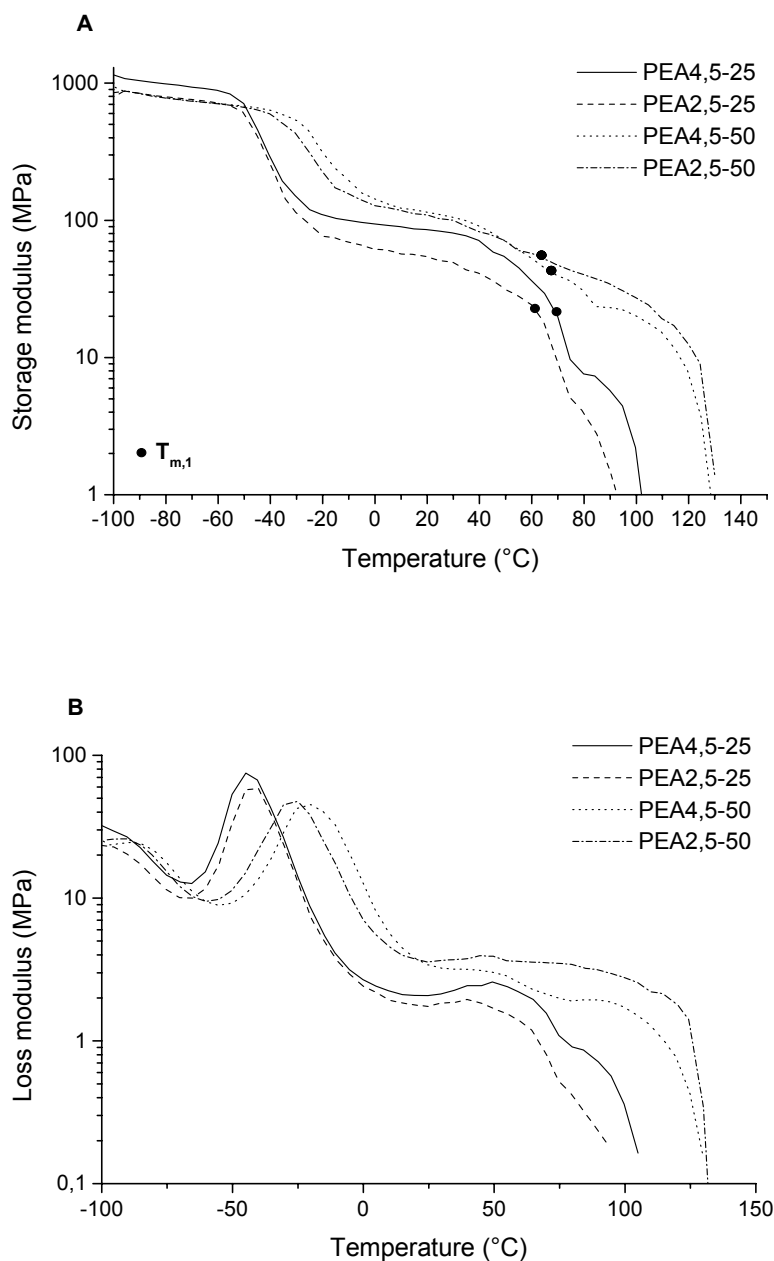 A
PEA4,5-25
PEA2,5-25
PEA4,5-50
PEA2,5-50
1000
100
10
1
Storage modulus (MPa)
Tm,1
-100 -80 -60 -40 -20 0 20 40 60 80 100 120 140
Temperature (°C)
B
PEA4,5-25
PEA2,5-25
PEA4,5-50
PEA2,5-50
100
10
1
0,1
Loss modulus (MPa)
-100 -50 0 50 100 150
Temperature (°C)